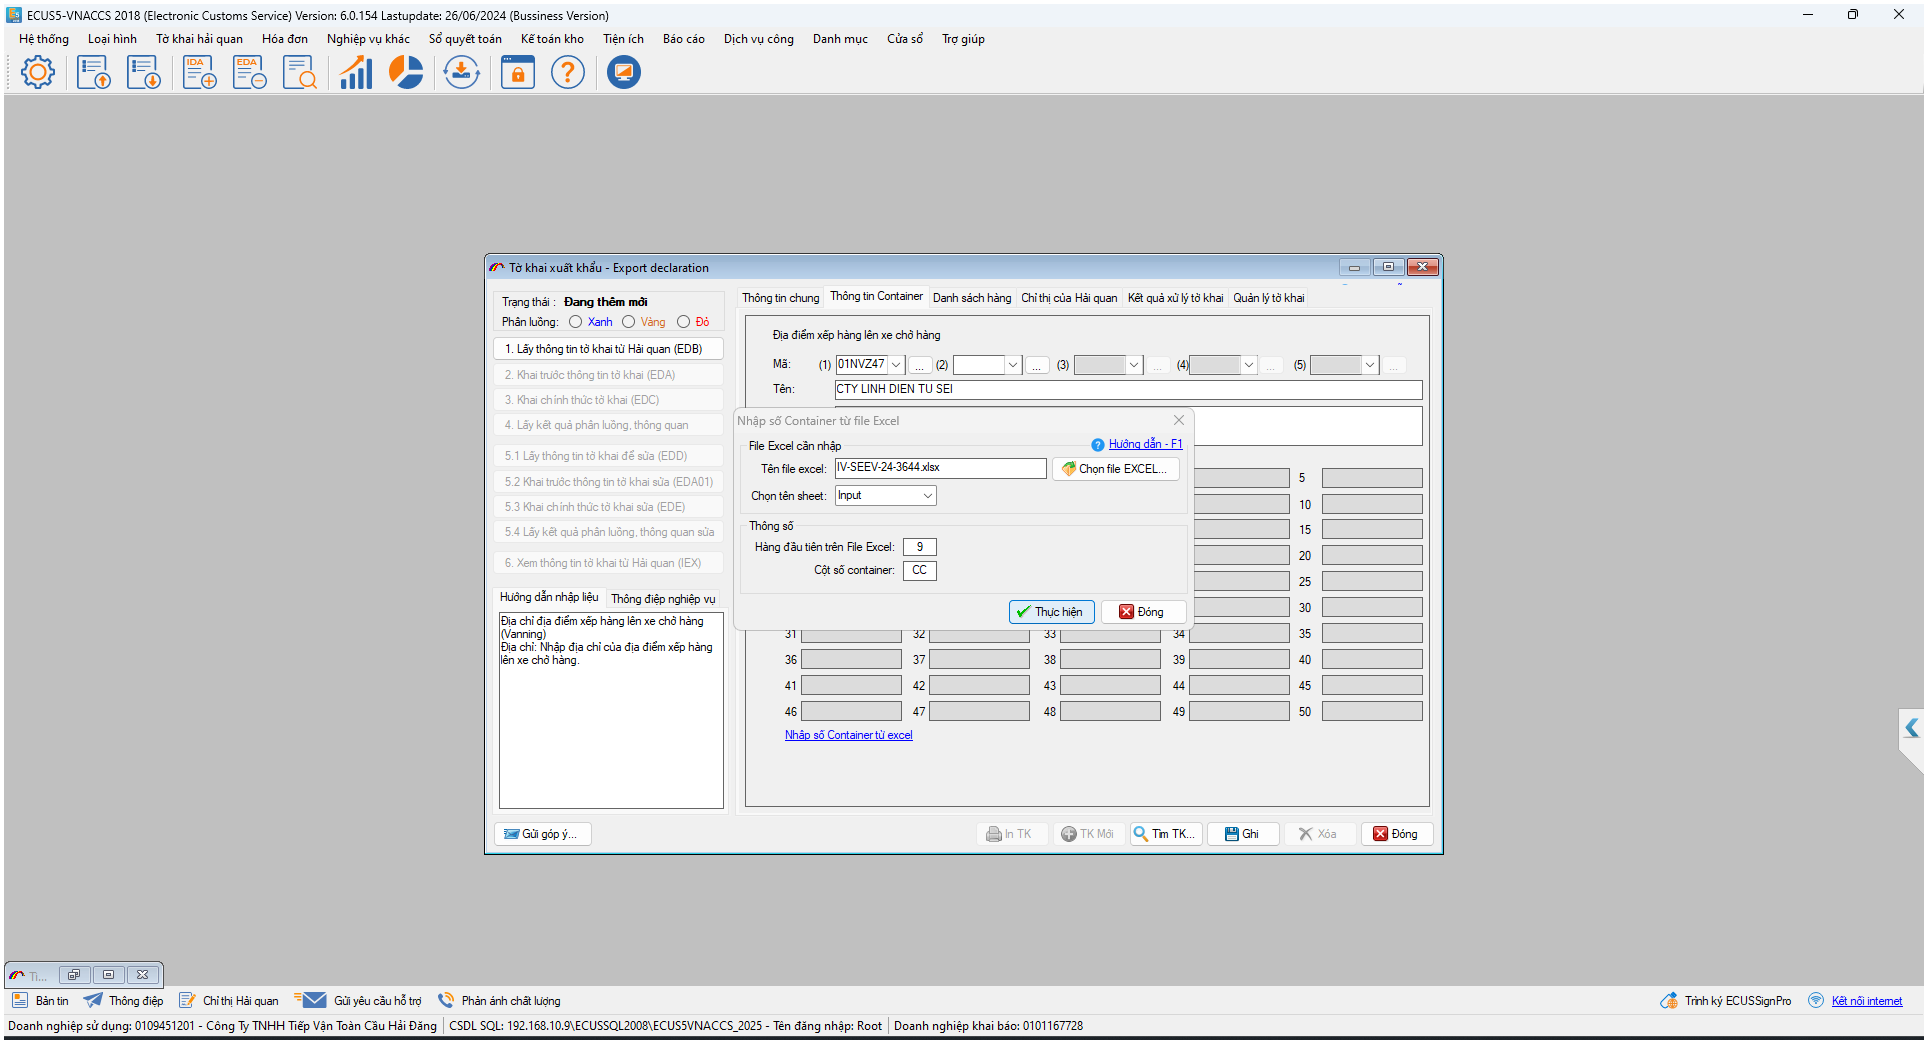 ECUS5-VNACCS 2018 (Electronic Customs Service) Version: 6.0.154 Lastupdate: 26/06/2024 (Bussiness Version)
Hệ thống Loại hình Tờ khai hải quan Hóa đơn Nghiệp vụ khác Sổ quyết toán Kế toán kho Tiện ích Báo cáo Dịch vụ công Danh mục Cửa sổ Trợ giúp
IDA EDA
Tờ khai xuất khẩu - Export declaration
Trạng thái : Đang thêm mới
Phân luồng: Xanh Vàng Đỏ
1. Lấy thông tin tờ khai từ Hải quan (EDB)
2. Khai trước thông tin tờ khai (EDA)
3. Khai chính thức tờ khai (EDC)
4. Lấy kết quả phân luồng, thông quan
5.1 Lấy thông tin tờ khai để sửa (EDD)
5.2 Khai trước thông tin tờ khai sửa (EDA01)
5.3 Khai chính thức tờ khai sửa (EDE)
5.4 Lấy kết quả phân luồng, thông quan sửa
6. Xem thông tin tờ khai từ Hải quan (IEX)
Hướng dẫn nhập liệu Thông điệp nghiệp vụ
Địa chỉ địa điểm xếp hàng lên xe chở hàng
(Vanning)
Địa chỉ: Nhập địa chỉ của địa điểm xếp hàng
lên xe chở hàng.
Gửi góp ý...
Thông tin chung Thông tin Container Danh sách hàng Chỉ thị của Hải quan Kết quả xử lý tờ khai Quản lý tờ khai
Địa điểm xếp hàng lên xe chở hàng
Mã: (1) 01NVZ47 ... (2) ... (3) ... (4) ... (5) ...
Tên: CTY LINH DIEN TU SEI
Nhập số Container từ file Excel
File Excel cần nhập Hướng dẫn - F1
Tên file excel: IV-SEEV-24-3644.xlsx Chọn file EXCEL...
Chọn tên sheet: Input
Thông số
Hàng đầu tiên trên File Excel: 9
Cột số container: CC
Thực hiện Đóng
5
10
15
20
25
30
31 32 33 34 35
36 37 38 39 40
41 42 43 44 45
46 47 48 49 50
Nhập số Container từ excel
In TK TK Mới Tìm TK... Ghi Xóa Đóng
Tì...
Bản tin Thông điệp Chỉ thị Hải quan Gửi yêu cầu hỗ trợ Phản ánh chất lượng Trình ký ECUSSignPro Kết nối internet
Doanh nghiệp sử dụng: 0109451201 - Công Ty TNHH Tiếp Vận Toàn Cầu Hải Đăng CSDL SQL: 192.168.10.9\ECUSSQL2008\ECUS5VNACCS_2025 - Tên đăng nhập: Root Doanh nghiệp khai báo: 0101167728